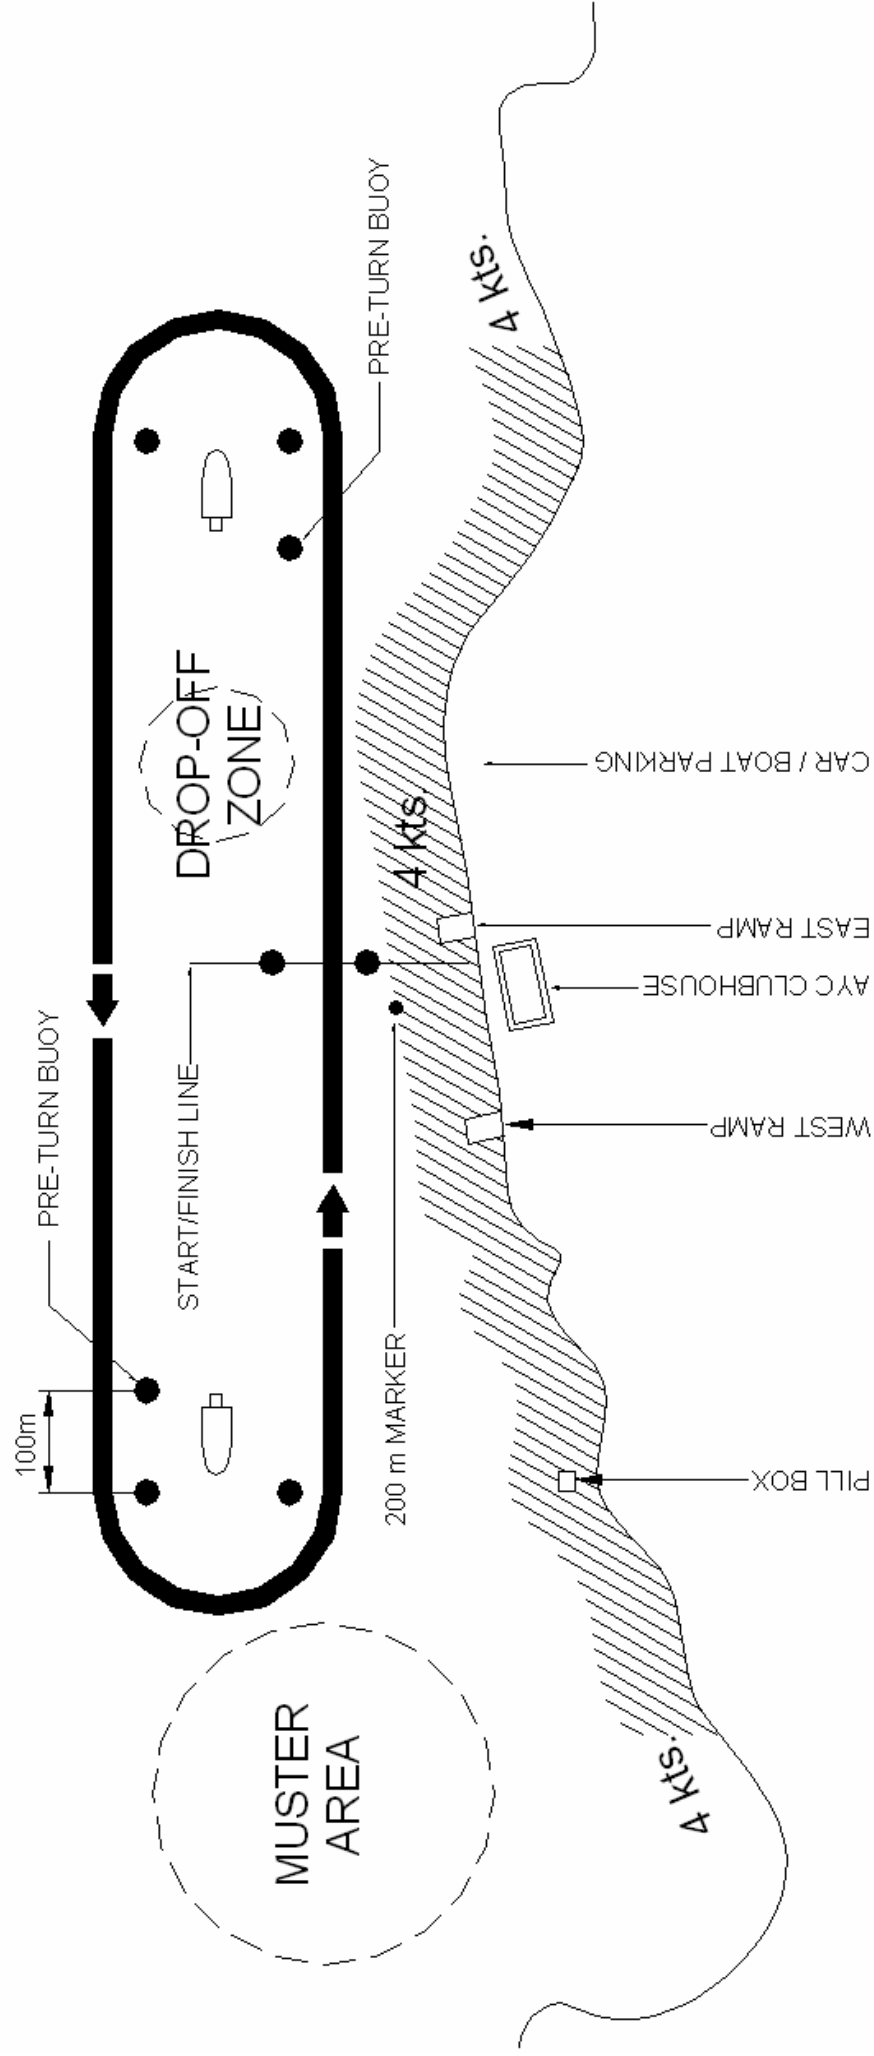 100m
PRE-TURN BUOY
START/FINISH LINE
DROP-OFF
ZONE
PRE-TURN BUOY
MUSTER
AREA
200 m MARKER
4 kts.
4 kts.
4 kts.
PILL BOX
WEST RAMP
AYC CLUBHOUSE
EAST RAMP
CAR / BOAT PARKING